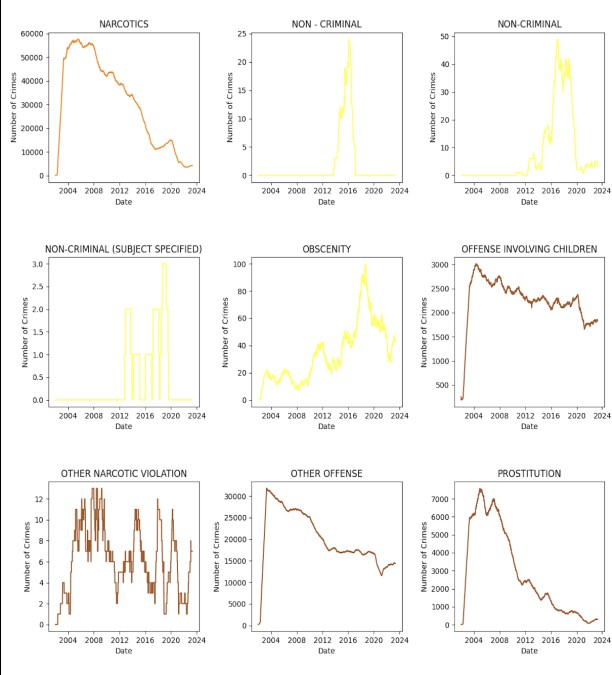 NARCOTICS
Number of Crimes
60000
50000
40000
30000
20000
10000
0
2004 2008 2012 2016 2020 2024
Date
NON - CRIMINAL
Number of Crimes
25
20
15
10
5
0
2004 2008 2012 2016 2020 2024
Date
NON-CRIMINAL
Number of Crimes
50
40
30
20
10
0
2004 2008 2012 2016 2020 2024
Date
NON-CRIMINAL (SUBJECT SPECIFIED)
Number of Crimes
3.0
2.5
2.0
1.5
1.0
0.5
0.0
2004 2008 2012 2016 2020 2024
Date
OBSCENITY
Number of Crimes
100
80
60
40
20
0
2004 2008 2012 2016 2020 2024
Date
OFFENSE INVOLVING CHILDREN
Number of Crimes
3000
2500
2000
1500
1000
500
2004 2008 2012 2016 2020 2024
Date
OTHER NARCOTIC VIOLATION
Number of Crimes
12
10
8
6
4
2
0
2004 2008 2012 2016 2020 2024
Date
OTHER OFFENSE
Number of Crimes
30000
25000
20000
15000
10000
5000
0
2004 2008 2012 2016 2020 2024
Date
PROSTITUTION
Number of Crimes
7000
6000
5000
4000
3000
2000
1000
0
2004 2008 2012 2016 2020 2024
Date